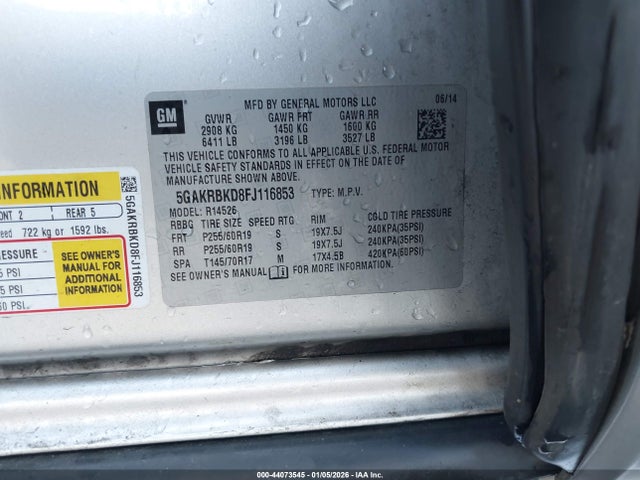 GM
MFD BY GENERAL MOTORS LLC 06/14
GVWR GAWR FRT GAWR RR
2908 KG 1450 KG 1600 KG
6411 LB 3196 LB 3527 LB
THIS VEHICLE CONFORMS TO ALL APPLICABLE U.S. FEDERAL MOTOR
VEHICLE SAFETY STANDARDS IN EFFECT ON THE DATE OF
MANUFACTURE SHOWN ABOVE.
5GAKRBKD8FJ116853 TYPE: M.P.V.
MODEL: R14526
RBBG TIRE SIZE SPEED RTG RIM COLD TIRE PRESSURE
FRT P255/60R19 S 19X7.5J 240KPA(35PSI)
RR P255/60R19 S 19X7.5J 240KPA(35PSI)
SPA T145/70R17 M 17X4.5B 420KPA(60PSI)
SEE OWNER'S MANUAL FOR MORE INFORMATION.
INFORMATION
ONT 2 REAR 5
eed 722 kg or 1592 lbs.
PRESSURE
5 PSI
5 PSI
60 PSI.
SEE OWNER'S
MANUAL FOR
ADDITIONAL
INFORMATION
5GAKRBKD8FJ116853
000-44073545 - 01/05/2026 - IAA Inc.